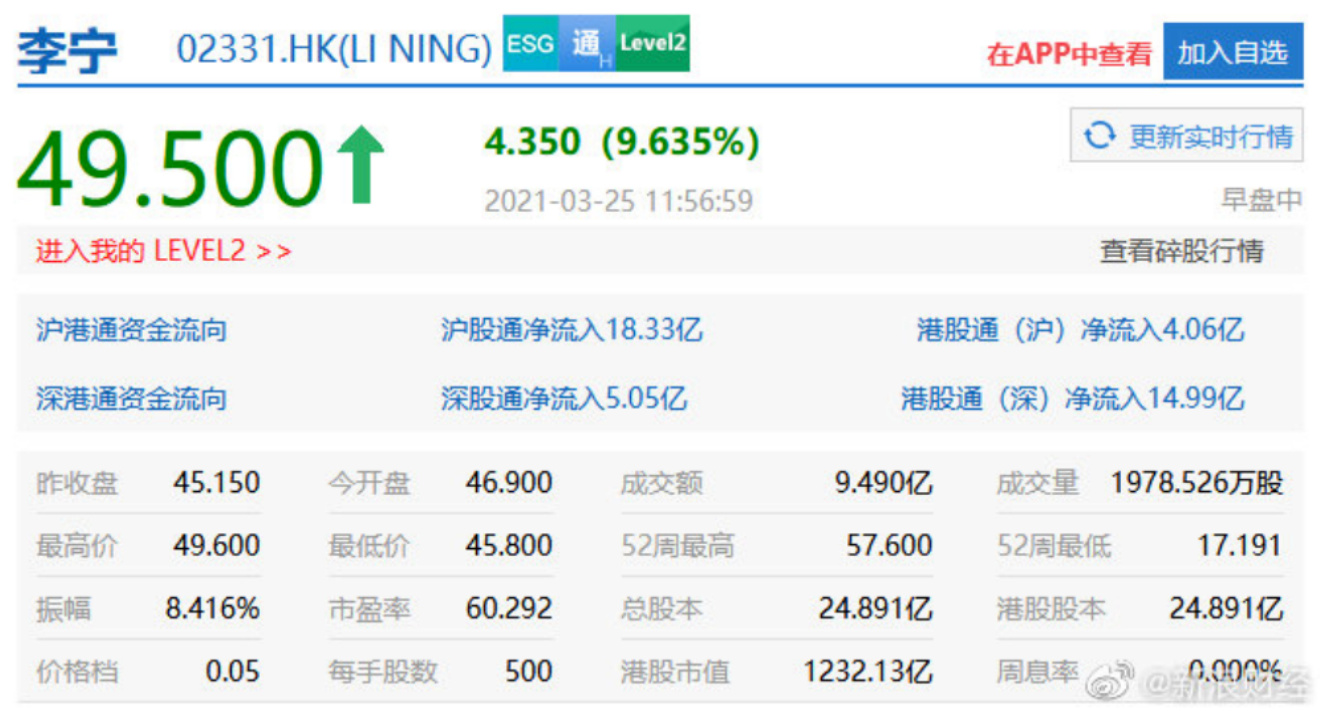 李宁 02331.HK(LI NING) ESG 通H Level2 在APP中查看 加入自选
49.500 4.350 (9.635%) 更新实时行情
2021-03-25 11:56:59 早盘中
进入我的 LEVEL2 >> 查看碎股行情
沪港通资金流向 沪股通净流入18.33亿 港股通（沪）净流入4.06亿
深港通资金流向 深股通净流入5.05亿 港股通（深）净流入14.99亿
昨收盘 45.150 今开盘 46.900 成交额 9.490亿 成交量 1978.526万股
最高价 49.600 最低价 45.800 52周最高 57.600 52周最低 17.191
振幅 8.416% 市盈率 60.292 总股本 24.891亿 港股股本 24.891亿
价格档 0.05 每手股数 500 港股市值 1232.13亿 周息率 0.000%
@新浪财经